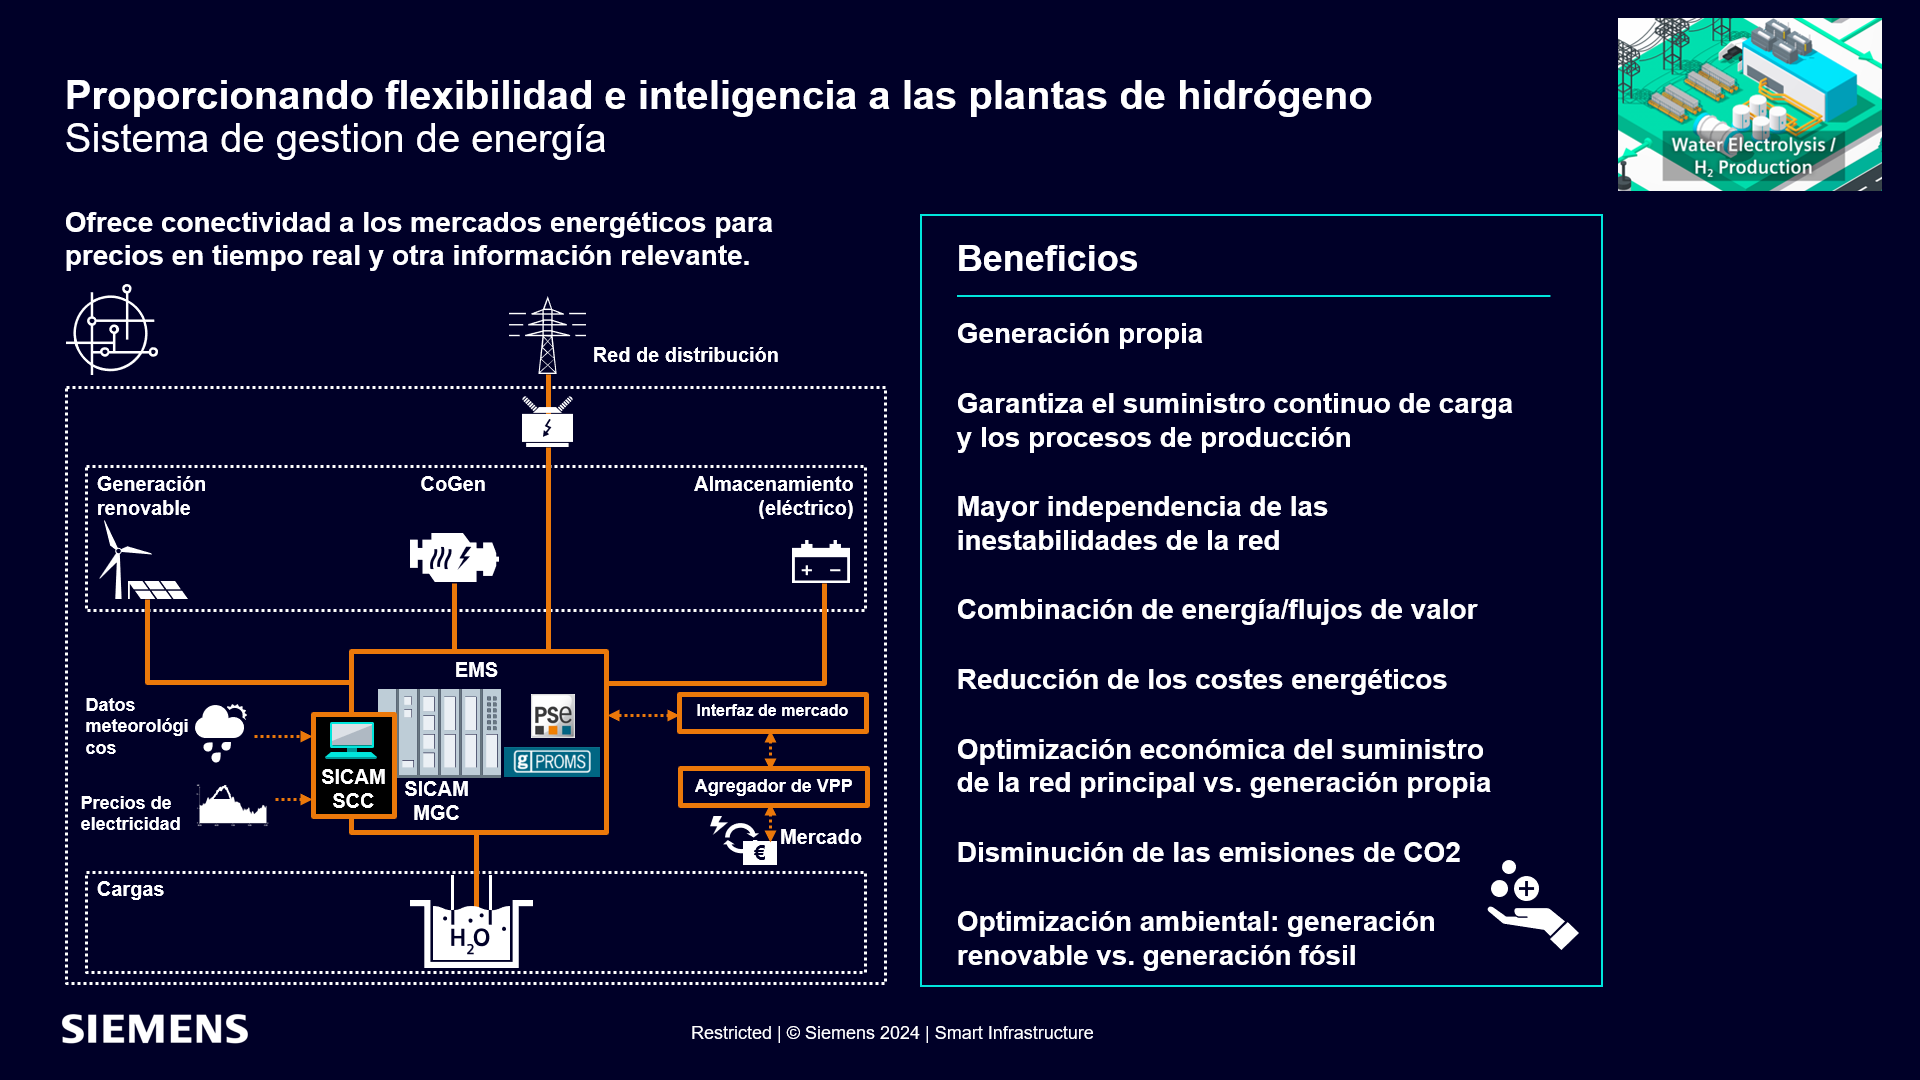 Proporcionando flexibilidad e inteligencia a las plantas de hidrógeno
Sistema de gestion de energía
Water Electrolysis /
H₂ Production
Ofrece conectividad a los mercados energéticos para
precios en tiempo real y otra información relevante.
Red de distribución
Generación
renovable
CoGen
Almacenamiento
(eléctrico)
EMS
PSe
gPROMS
Datos
meteorológi
cos
SICAM
SCC
SICAM
MGC
Precios de
electricidad
Interfaz de mercado
Agregador de VPP
Mercado
€
Cargas
H₂O
Beneficios
Generación propia
Garantiza el suministro continuo de carga
y los procesos de producción
Mayor independencia de las
inestabilidades de la red
Combinación de energía/flujos de valor
Reducción de los costes energéticos
Optimización económica del suministro
de la red principal vs. generación propia
Disminución de las emisiones de CO2
Optimización ambiental: generación
renovable vs. generación fósil
SIEMENS
Restricted | © Siemens 2024 | Smart Infrastructure